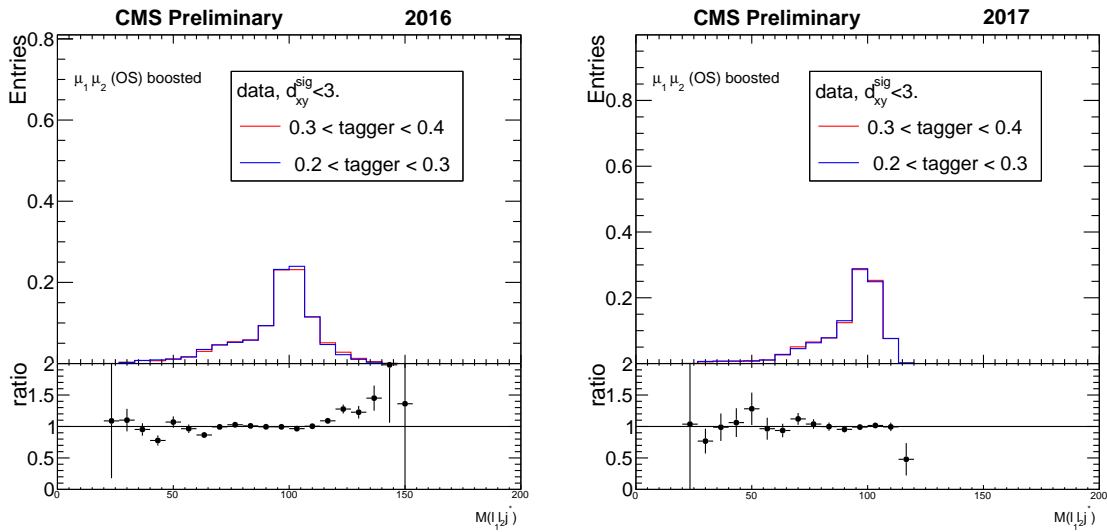 CMS Preliminary 2016
Entries
0.8
0.6
0.4
0.2
μ1 μ2 (OS) boosted
data, dxy^sig<3.
0.3 < tagger < 0.4
0.2 < tagger < 0.3
ratio
2
1.5
1
0.5
0
0 50 100 150 200
CMS Preliminary 2017
Entries
0.8
0.6
0.4
0.2
μ1 μ2 (OS) boosted
data, dxy^sig<3.
0.3 < tagger < 0.4
0.2 < tagger < 0.3
ratio
2
1.5
1
0.5
0
0 50 100 150 200